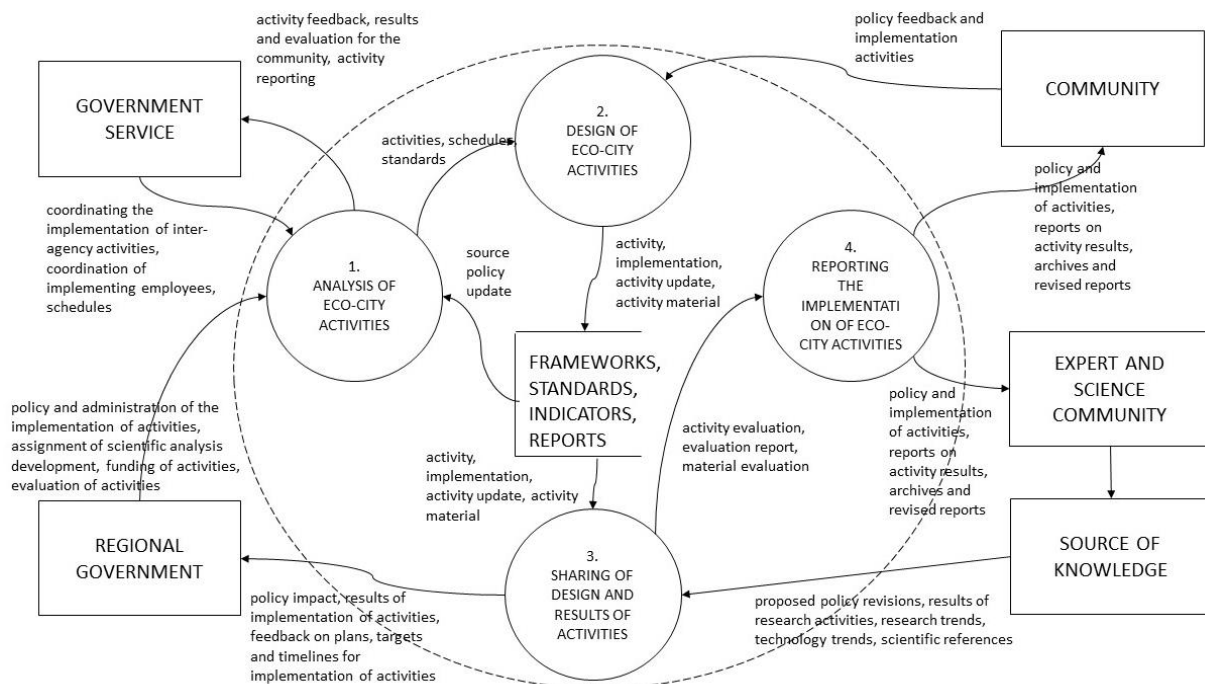 activity feedback, results
and evaluation for the
community, activity
reporting
policy feedback and
implementation
activities
GOVERNMENT
SERVICE
COMMUNITY
2.
DESIGN OF
ECO-CITY
ACTIVITIES
activities, schedules,
standards
policy and
implementation
of activities,
reports on
activity results,
archives and
revised reports
coordinating the
implementation of inter-
agency activities,
coordination of
implementing employees,
schedules
1.
ANALYSIS OF
ECO-CITY
ACTIVITIES
source
policy
update
activity,
implementation,
activity update,
activity material
4.
REPORTING
THE
IMPLEMENTATI
ON OF ECO-
CITY ACTIVITIES
FRAMEWORKS,
STANDARDS,
INDICATORS,
REPORTS
EXPERT AND
SCIENCE
COMMUNITY
policy and administration of the
implementation of activities,
assignment of scientific analysis
development, funding of activities,
evaluation of activities
activity evaluation,
evaluation report,
material evaluation
policy and
implementation
of activities,
reports on
activity results,
archives and
revised reports
activity,
implementation,
activity update, activity
material
REGIONAL
GOVERNMENT
3.
SHARING OF
DESIGN AND
RESULTS OF
ACTIVITIES
SOURCE OF
KNOWLEDGE
policy impact, results of
implementation of activities,
feedback on plans, targets
and timelines for
implementation of activities
proposed policy revisions, results of
research activities, research trends,
technology trends, scientific references